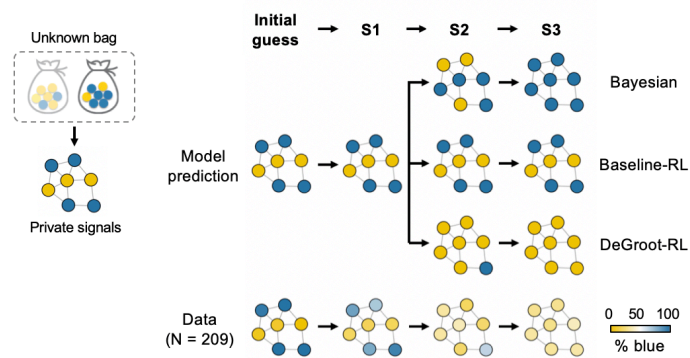 Unknown bag
Private signals
Initial
guess
S1
S2
S3
Bayesian
Model
prediction
Baseline-RL
DeGroot-RL
Data
(N = 209)
0 50 100
% blue